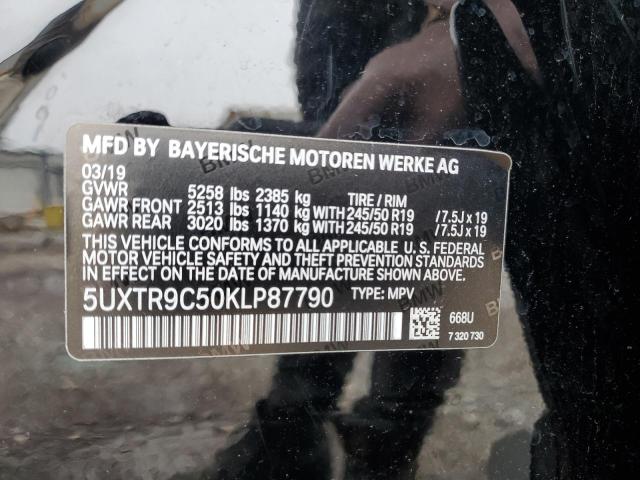 MFD BY BAYERISCHE MOTOREN WERKE AG
03/19
GVWR 5258 lbs 2385 kg TIRE / RIM
GAWR FRONT 2513 lbs 1140 kg WITH 245/50 R19 /7.5J x 19
GAWR REAR 3020 lbs 1370 kg WITH 245/50 R19 /7.5J x 19
THIS VEHICLE CONFORMS TO ALL APPLICABLE U. S. FEDERAL
MOTOR VEHICLE SAFETY AND THEFT PREVENTION STANDARDS
IN EFFECT ON THE DATE OF MANUFACTURE SHOWN ABOVE.
5UXTR9C50KLP87790 TYPE: MPV
668U
7 320 730